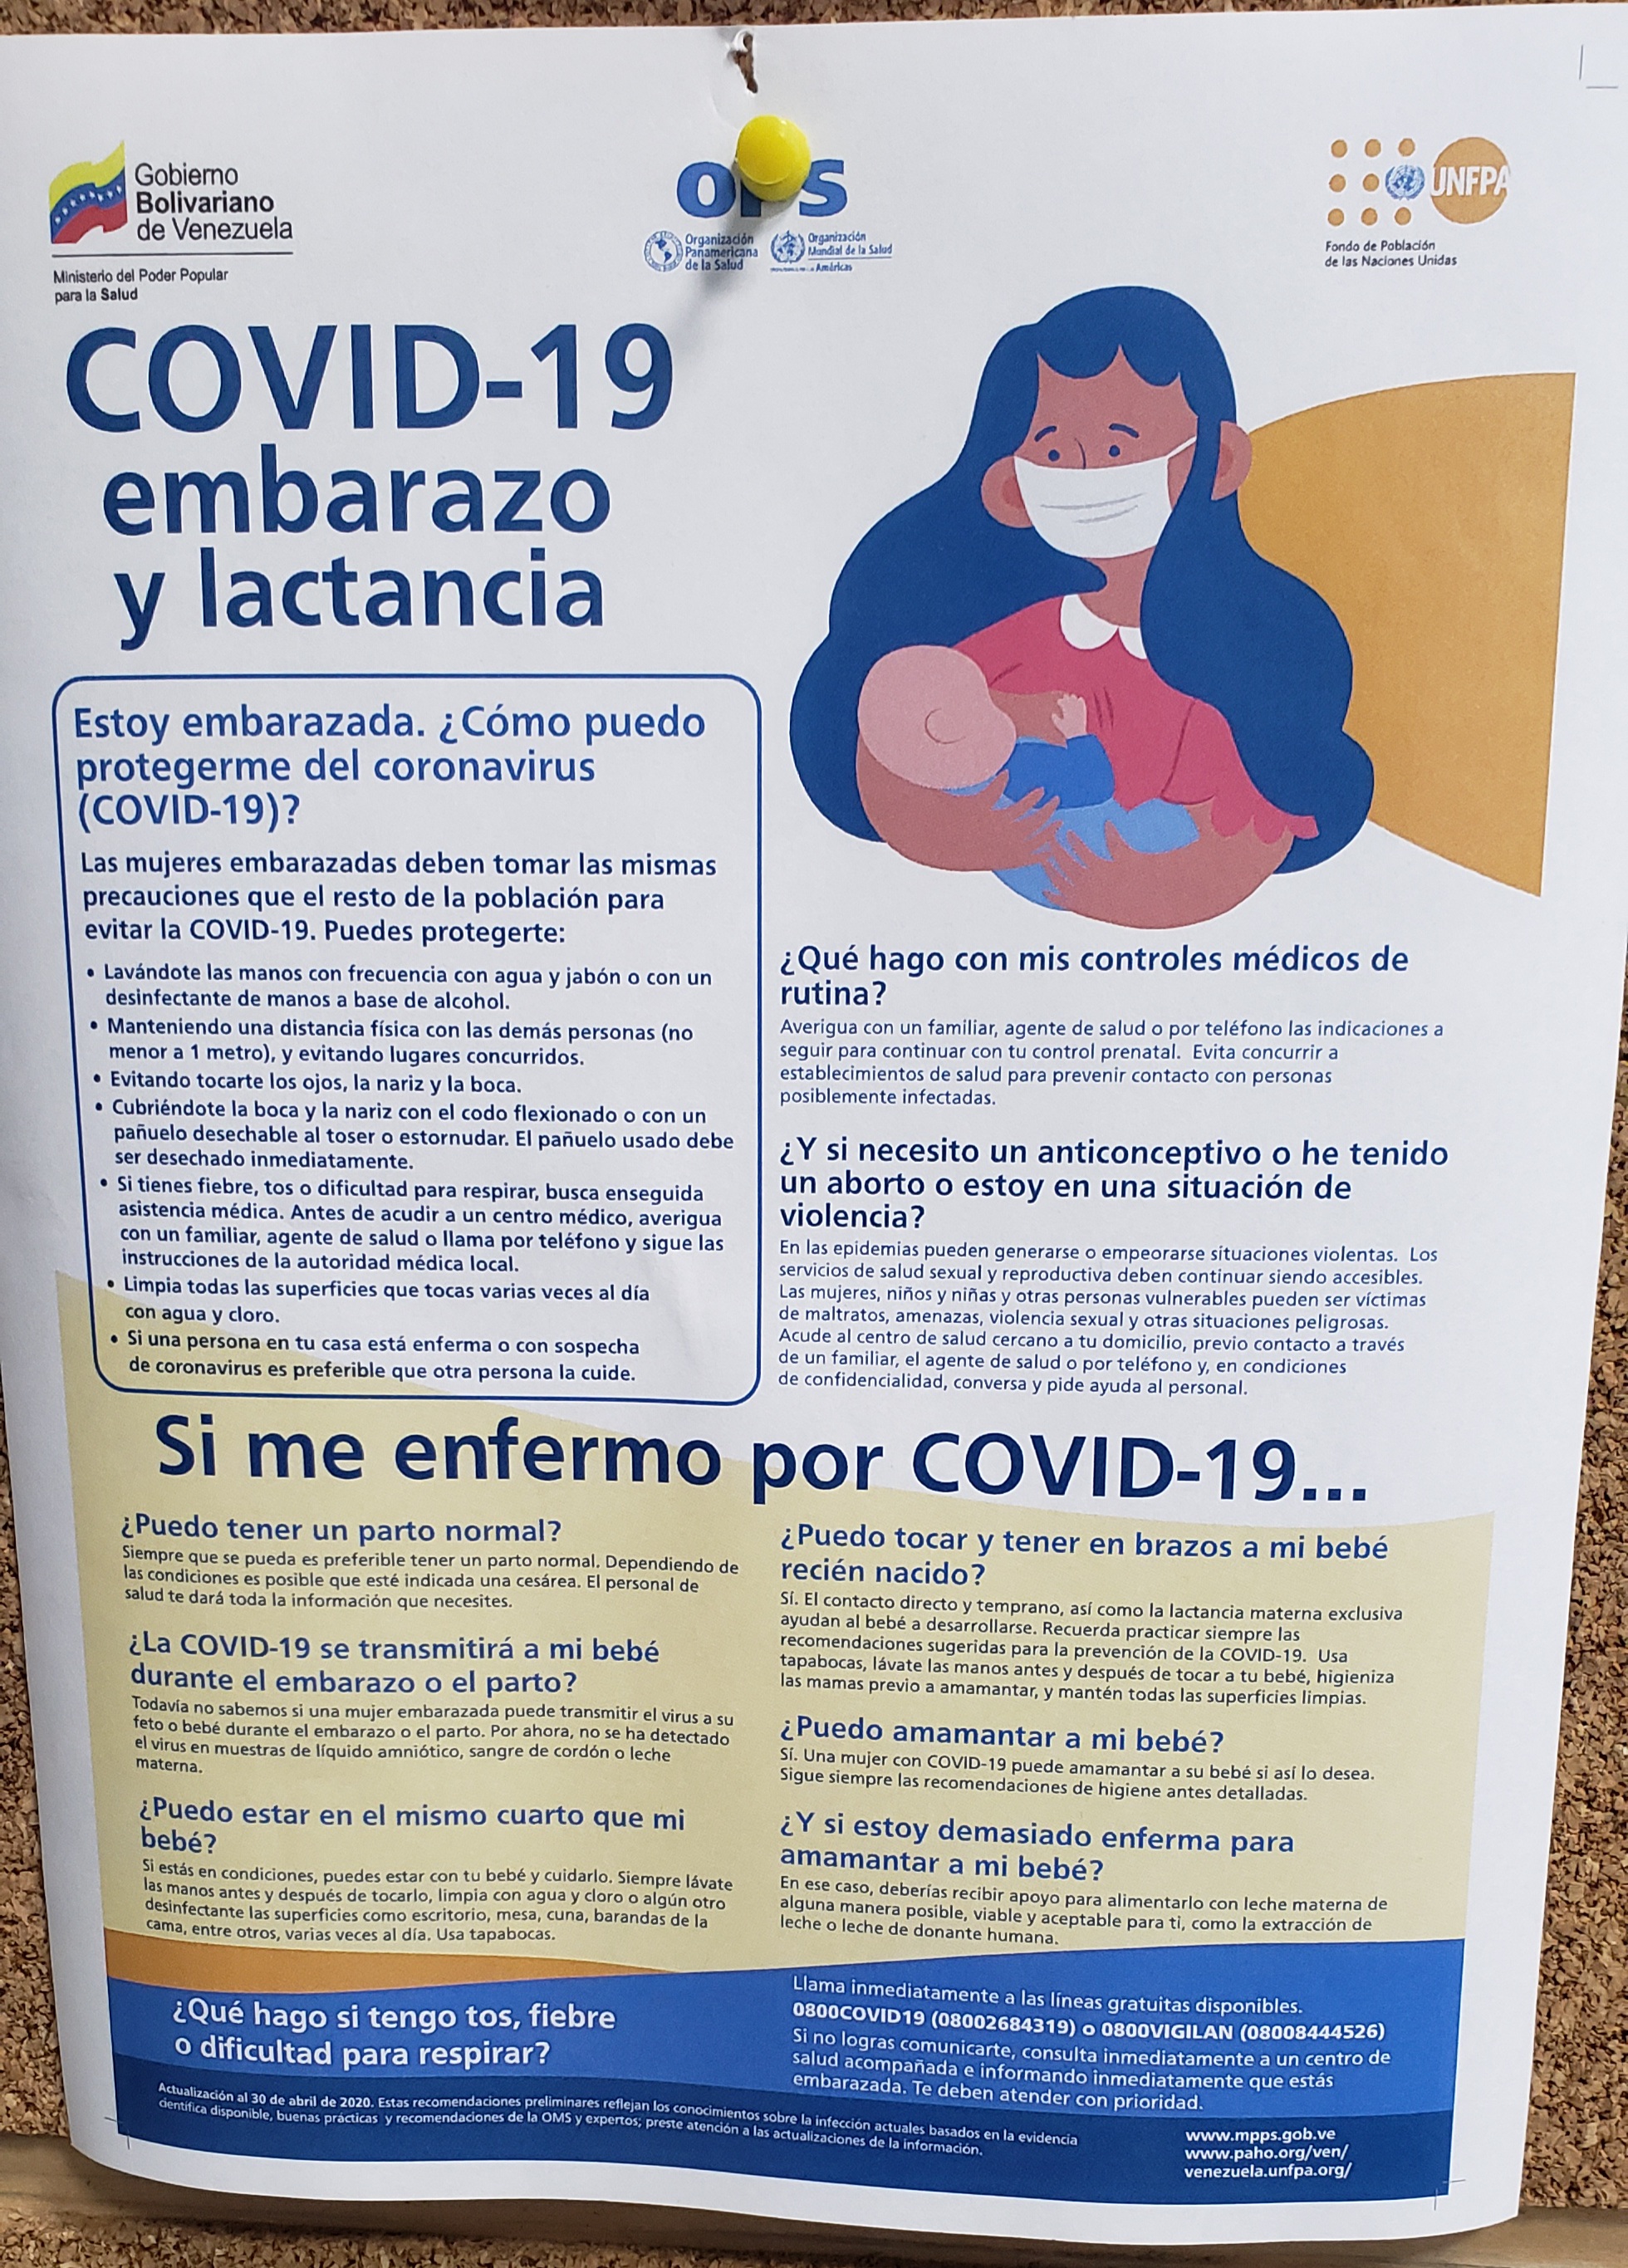 Gobierno
Bolivariano
de Venezuela
Ministerio del Poder Popular
para la Salud
Organización
Panamericana
de la Salud
Organización
Mundial de la Salud
Américas
UNFPA
Fondo de Población
de las Naciones Unidas
COVID-19
embarazo
y lactancia
Estoy embarazada. ¿Cómo puedo
protegerme del coronavirus
(COVID-19)?
Las mujeres embarazadas deben tomar las mismas
precauciones que el resto de la población para
evitar la COVID-19. Puedes protegerte:
• Lavándote las manos con frecuencia con agua y jabón o con un
desinfectante de manos a base de alcohol.
• Manteniendo una distancia física con las demás personas (no
menor a 1 metro), y evitando lugares concurridos.
• Evitando tocarte los ojos, la nariz y la boca.
• Cubriéndote la boca y la nariz con el codo flexionado o con un
pañuelo desechable al toser o estornudar. El pañuelo usado debe
ser desechado inmediatamente.
• Si tienes fiebre, tos o dificultad para respirar, busca enseguida
asistencia médica. Antes de acudir a un centro médico, averigua
con un familiar, agente de salud o llama por teléfono y sigue las
instrucciones de la autoridad médica local.
• Limpia todas las superficies que tocas varias veces al día
con agua y cloro.
• Si una persona en tu casa está enferma o con sospecha
de coronavirus es preferible que otra persona la cuide.
¿Qué hago con mis controles médicos de
rutina?
Averigua con un familiar, agente de salud o por teléfono las indicaciones a
seguir para continuar con tu control prenatal. Evita concurrir a
establecimientos de salud para prevenir contacto con personas
posiblemente infectadas.
¿Y si necesito un anticonceptivo o he tenido
un aborto o estoy en una situación de
violencia?
En las epidemias pueden generarse o empeorarse situaciones violentas. Los
servicios de salud sexual y reproductiva deben continuar siendo accesibles.
Las mujeres, niños y niñas y otras personas vulnerables pueden ser víctimas
de maltratos, amenazas, violencia sexual y otras situaciones peligrosas.
Acude al centro de salud cercano a tu domicilio, previo contacto a través
de un familiar, el agente de salud o por teléfono y, en condiciones
de confidencialidad, conversa y pide ayuda al personal.
Si me enfermo por COVID-19...
¿Puedo tener un parto normal?
Siempre que se pueda es preferible tener un parto normal. Dependiendo de
las condiciones es posible que esté indicada una cesárea. El personal de
salud te dará toda la información que necesites.
¿La COVID-19 se transmitirá a mi bebé
durante el embarazo o el parto?
Todavía no sabemos si una mujer embarazada puede transmitir el virus a su
feto o bebé durante el embarazo o el parto. Por ahora, no se ha detectado
el virus en muestras de líquido amniótico, sangre de cordón o leche
materna.
¿Puedo estar en el mismo cuarto que mi
bebé?
Si estás en condiciones, puedes estar con tu bebé y cuidarlo. Siempre lávate
las manos antes y después de tocarlo, limpia con agua y cloro o algún otro
desinfectante las superficies como escritorio, mesa, cuna, barandas de la
cama, entre otros, varias veces al día. Usa tapabocas.
¿Puedo tocar y tener en brazos a mi bebé
recién nacido?
Sí. El contacto directo y temprano, así como la lactancia materna exclusiva
ayudan al bebé a desarrollarse. Recuerda practicar siempre las
recomendaciones sugeridas para la prevención de la COVID-19. Usa
tapabocas, lávate las manos antes y después de tocar a tu bebé, higieniza
las mamas previo a amamantar, y mantén todas las superficies limpias.
¿Puedo amamantar a mi bebé?
Sí. Una mujer con COVID-19 puede amamantar a su bebé si así lo desea.
Sigue siempre las recomendaciones de higiene antes detalladas.
¿Y si estoy demasiado enferma para
amamantar a mi bebé?
En ese caso, deberías recibir apoyo para alimentarlo con leche materna de
alguna manera posible, viable y aceptable para ti, como la extracción de
leche o leche de donante humana.
¿Qué hago si tengo tos, fiebre
o dificultad para respirar?
Llama inmediatamente a las líneas gratuitas disponibles.
0800COVID19 (08002684319) o 0800VIGILAN (08008444526)
Si no logras comunicarte, consulta inmediatamente a un centro de
salud acompañada e informando inmediatamente que estás
embarazada. Te deben atender con prioridad.
Actualización al 30 de abril de 2020. Estas recomendaciones preliminares reflejan los conocimientos sobre la infección actuales basados en la evidencia
científica disponible, buenas prácticas y recomendaciones de la OMS y expertos; preste atención a las actualizaciones de la información.
www.mpps.gob.ve
www.paho.org/ven/
venezuela.unfpa.org/